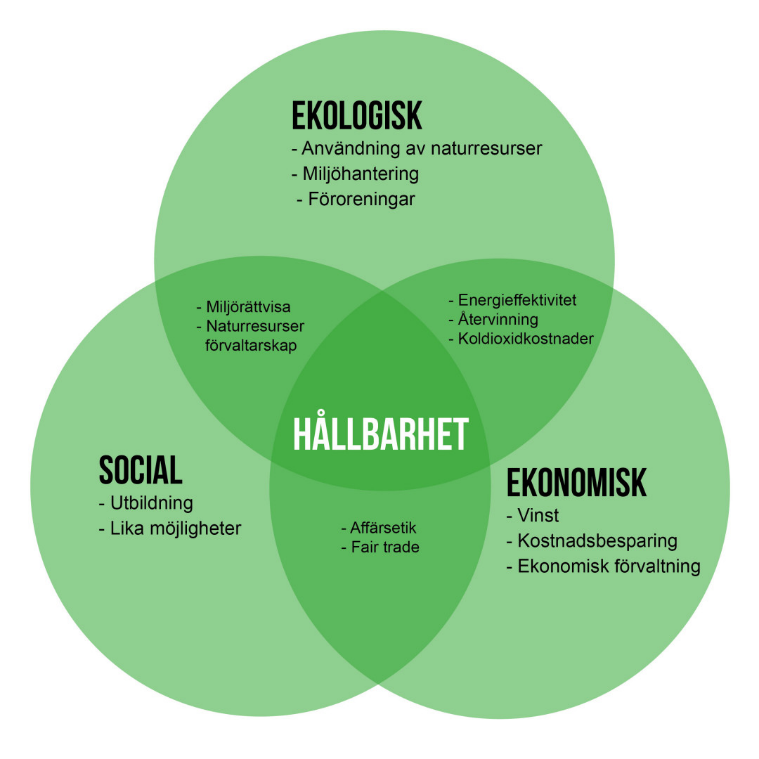 EKOLOGISK
- Användning av naturresurser
- Miljöhantering
- Föroreningar
- Miljörättvisa
- Naturresurser
förvaltarskap
- Energieffektivitet
- Återvinning
- Koldioxidkostnader
HÅLLBARHET
SOCIAL
- Utbildning
- Lika möjligheter
- Affärsetik
- Fair trade
EKONOMISK
- Vinst
- Kostnadsbesparing
- Ekonomisk förvaltning